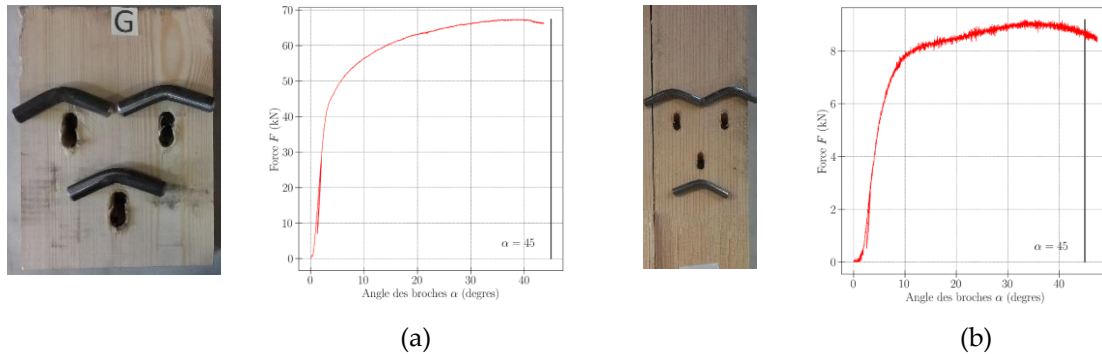 G
Force F (kN)
70
60
50
40
30
20
10
0
α = 45
0 10 20 30 40
Angle des broches α (degres)
(a)
Force F (kN)
8
6
4
2
0
α = 45
0 10 20 30 40
Angle des broches α (degres)
(b)